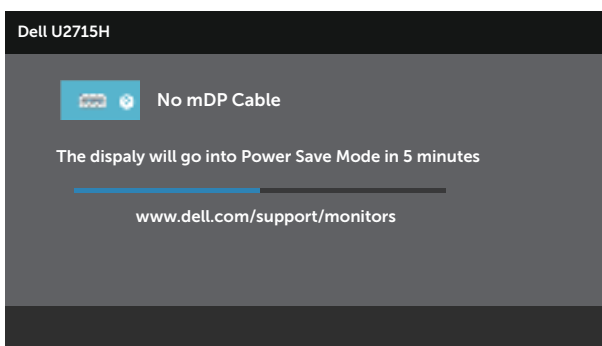 Dell U2715H
No mDP Cable
The dispaly will go into Power Save Mode in 5 minutes
www.dell.com/support/monitors